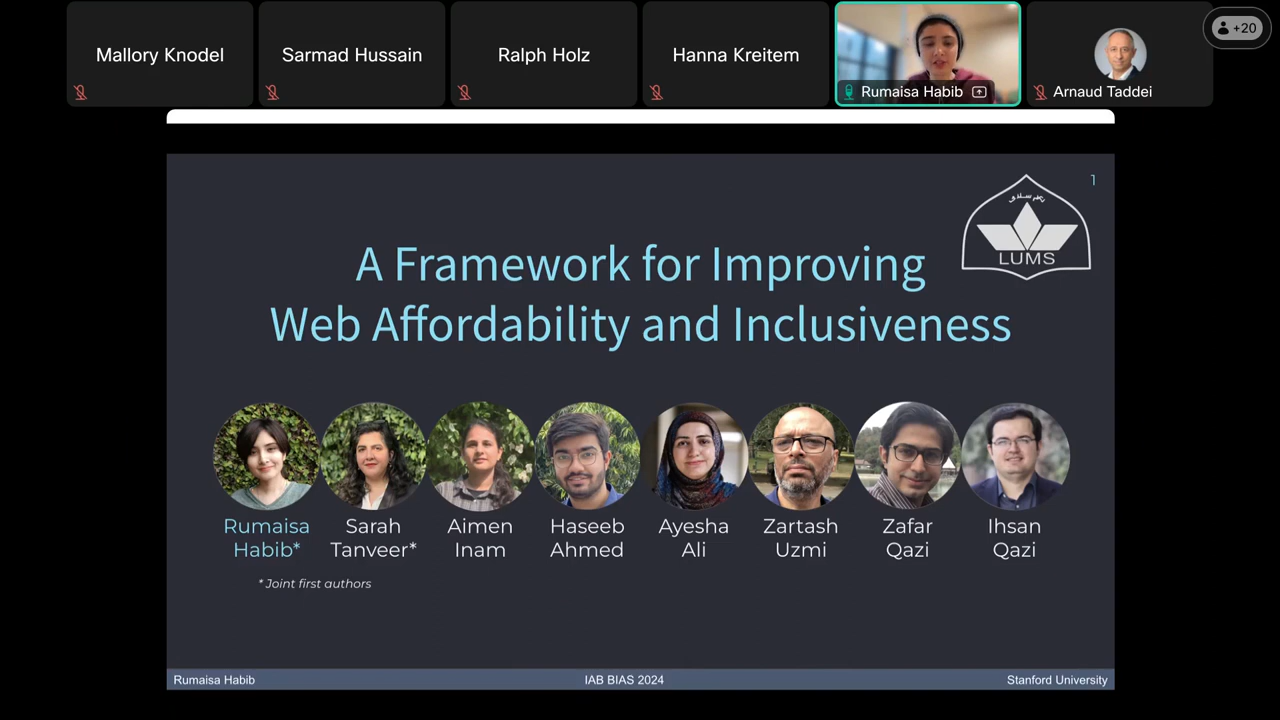 Mallory Knodel
Sarmad Hussain
Ralph Holz
Hanna Kreitem
Rumaisa Habib
Arnaud Taddei
+20
1
LUMS
A Framework for Improving
Web Affordability and Inclusiveness
Rumaisa
Habib*
Sarah
Tanveer*
Aimen
Inam
Haseeb
Ahmed
Ayesha
Ali
Zartash
Uzmi
Zafar
Qazi
Ihsan
Qazi
* Joint first authors
Rumaisa Habib
IAB BIAS 2024
Stanford University